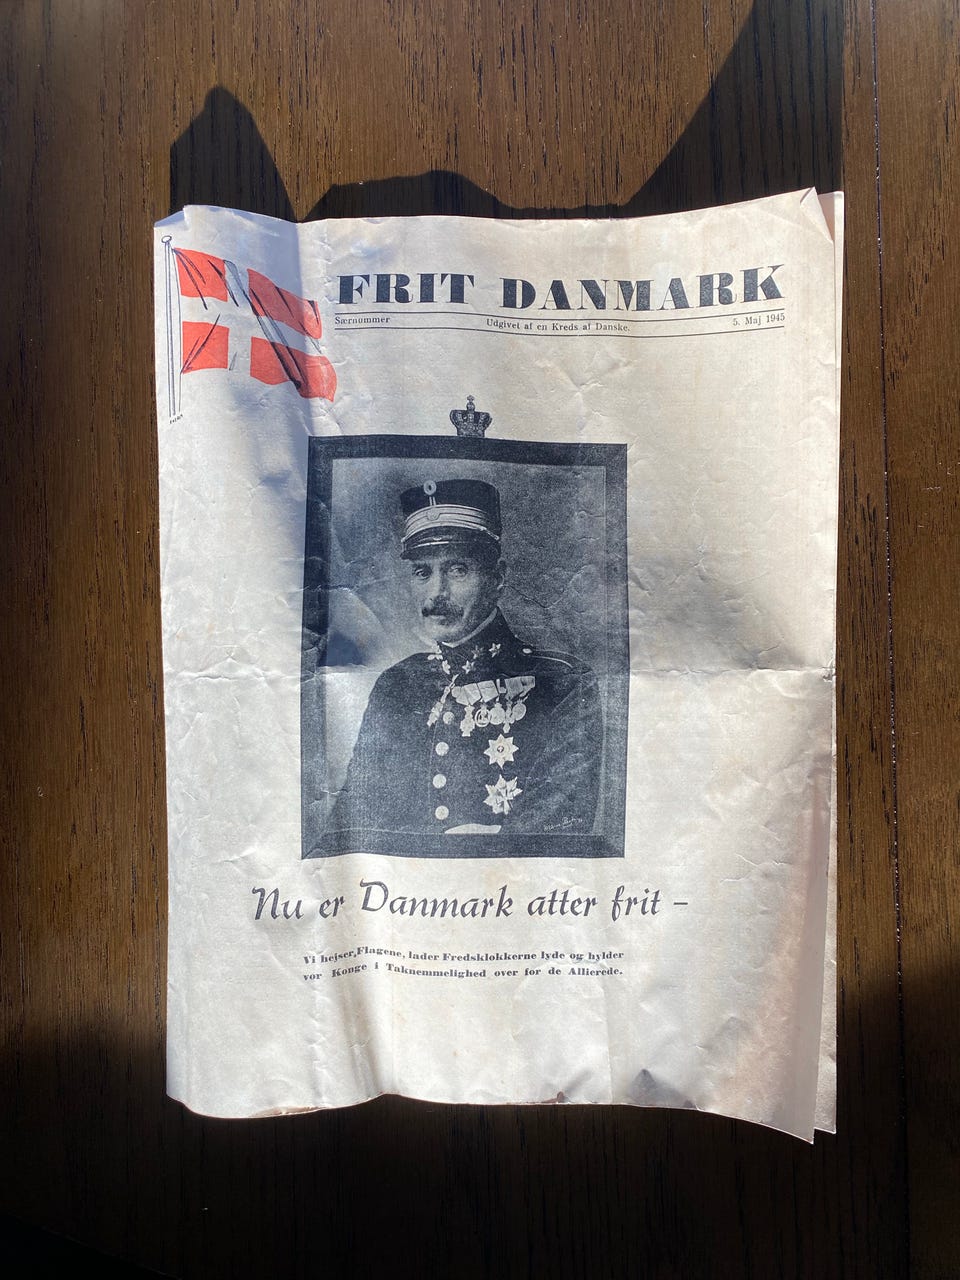 FRIT DANMARK
Særnummer Udgivet af en Kreds af Danske. 5. Maj 1945
Nu er Danmark atter frit –
Vi hejser Flagene, lader Fredsklokkerne lyde og hylder
vor Konge i Taknemmelighed over for de Allierede.